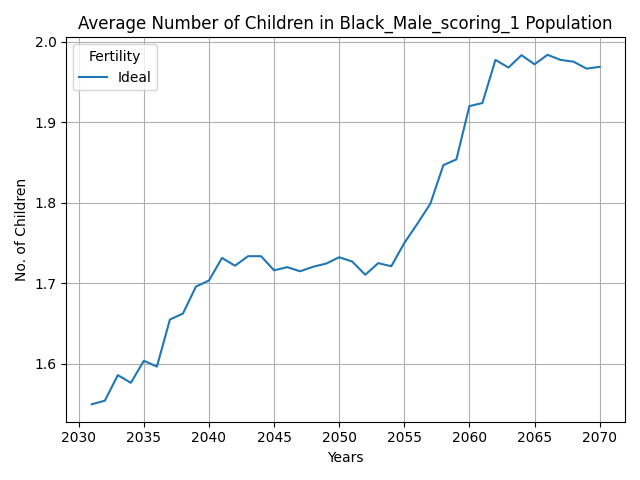 Average Number of Children in Black_Male_scoring_1 Population
Fertility
Ideal
2.0
1.9
1.8
1.7
1.6
No. of Children
2030 2035 2040 2045 2050 2055 2060 2065 2070
Years